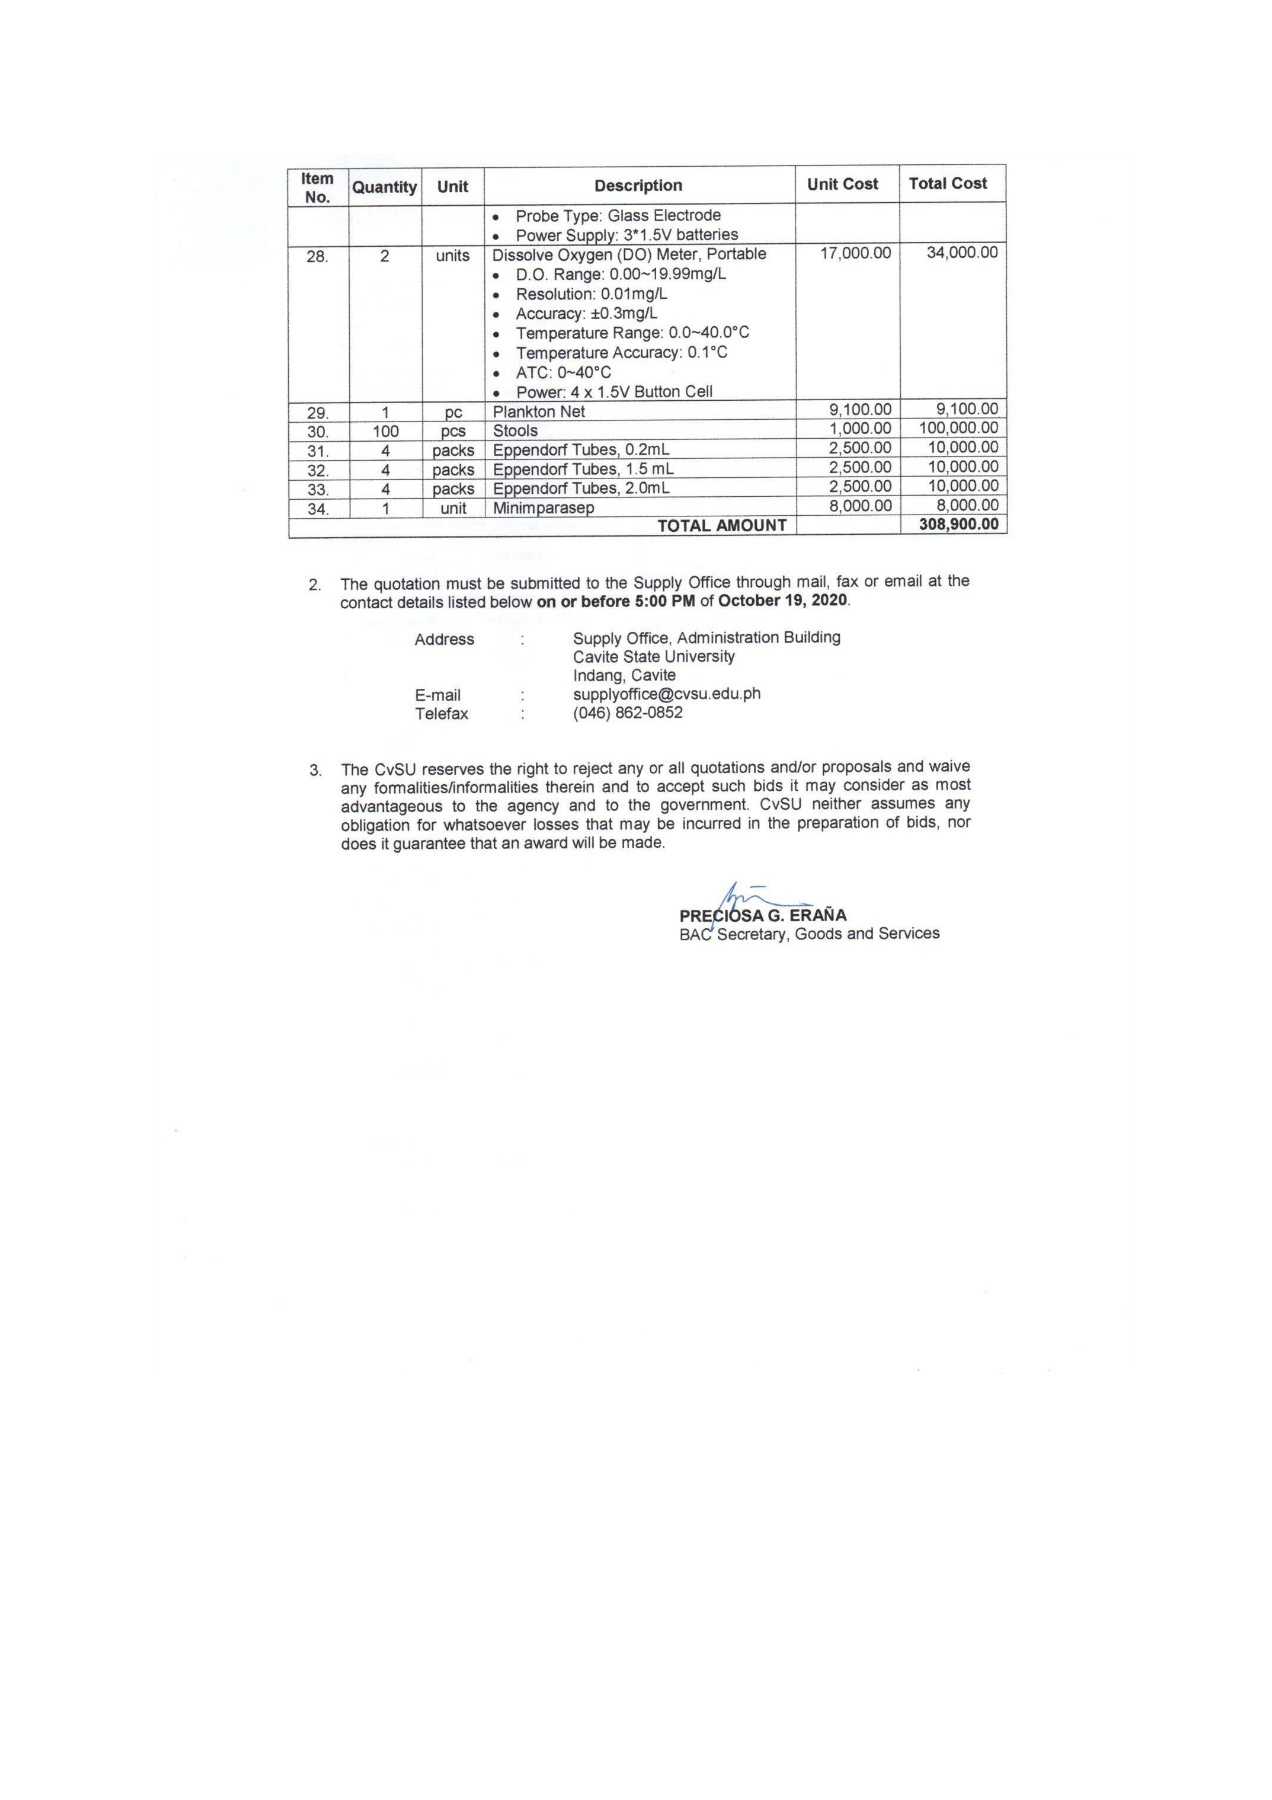 Item No. Quantity Unit Description Unit Cost Total Cost
• Probe Type: Glass Electrode
• Power Supply: 3*1.5V batteries
28. 2 units Dissolve Oxygen (DO) Meter, Portable 17,000.00 34,000.00
• D.O. Range: 0.00~19.99mg/L
• Resolution: 0.01mg/L
• Accuracy: ±0.3mg/L
• Temperature Range: 0.0~40.0°C
• Temperature Accuracy: 0.1°C
• ATC: 0~40°C
• Power: 4 x 1.5V Button Cell
29. 1 pc Plankton Net 9,100.00 9,100.00
30. 100 pcs Stools 1,000.00 100,000.00
31. 4 packs Eppendorf Tubes, 0.2mL 2,500.00 10,000.00
32. 4 packs Eppendorf Tubes, 1.5 mL 2,500.00 10,000.00
33. 4 packs Eppendorf Tubes, 2.0mL 2,500.00 10,000.00
34. 1 unit Minimparasep 8,000.00 8,000.00
TOTAL AMOUNT 308,900.00
2. The quotation must be submitted to the Supply Office through mail, fax or email at the
contact details listed below on or before 5:00 PM of October 19, 2020.
Address : Supply Office, Administration Building
Cavite State University
Indang, Cavite
E-mail : supplyoffice@cvsu.edu.ph
Telefax : (046) 862-0852
3. The CvSU reserves the right to reject any or all quotations and/or proposals and waive
any formalities/informalities therein and to accept such bids it may consider as most
advantageous to the agency and to the government. CvSU neither assumes any
obligation for whatsoever losses that may be incurred in the preparation of bids, nor
does it guarantee that an award will be made.
PRECIOSA G. ERAÑA
BAC Secretary, Goods and Services